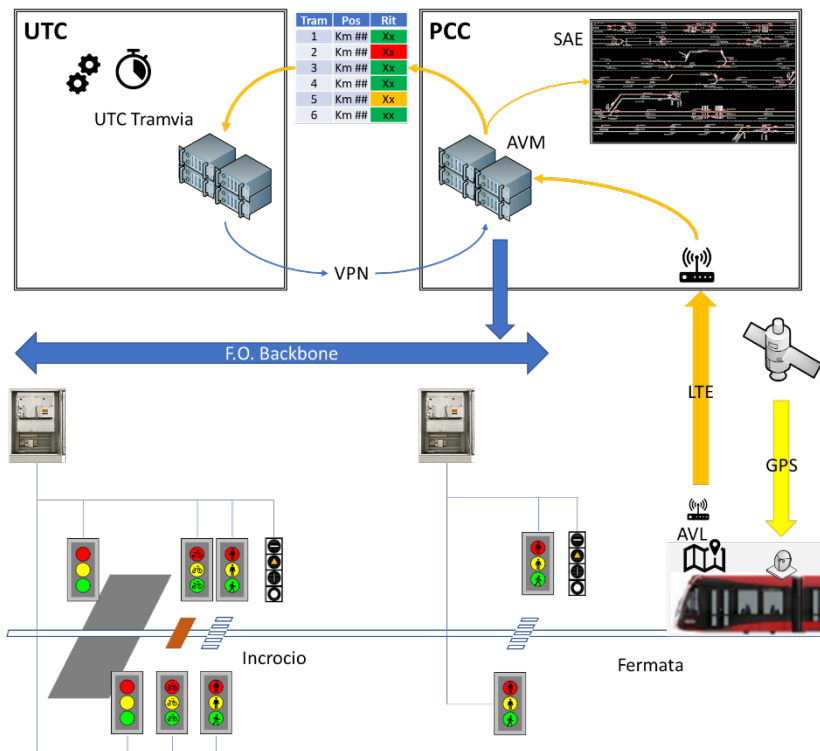 UTC
UTC Tramvia
Tram Pos Rit
1 Km ## Xx
2 Km ## Xx
3 Km ## Xx
4 Km ## Xx
5 Km ## Xx
6 Km ## xx
PCC
SAE
AVM
VPN
F.O. Backbone
LTE
GPS
AVL
Incrocio
Fermata